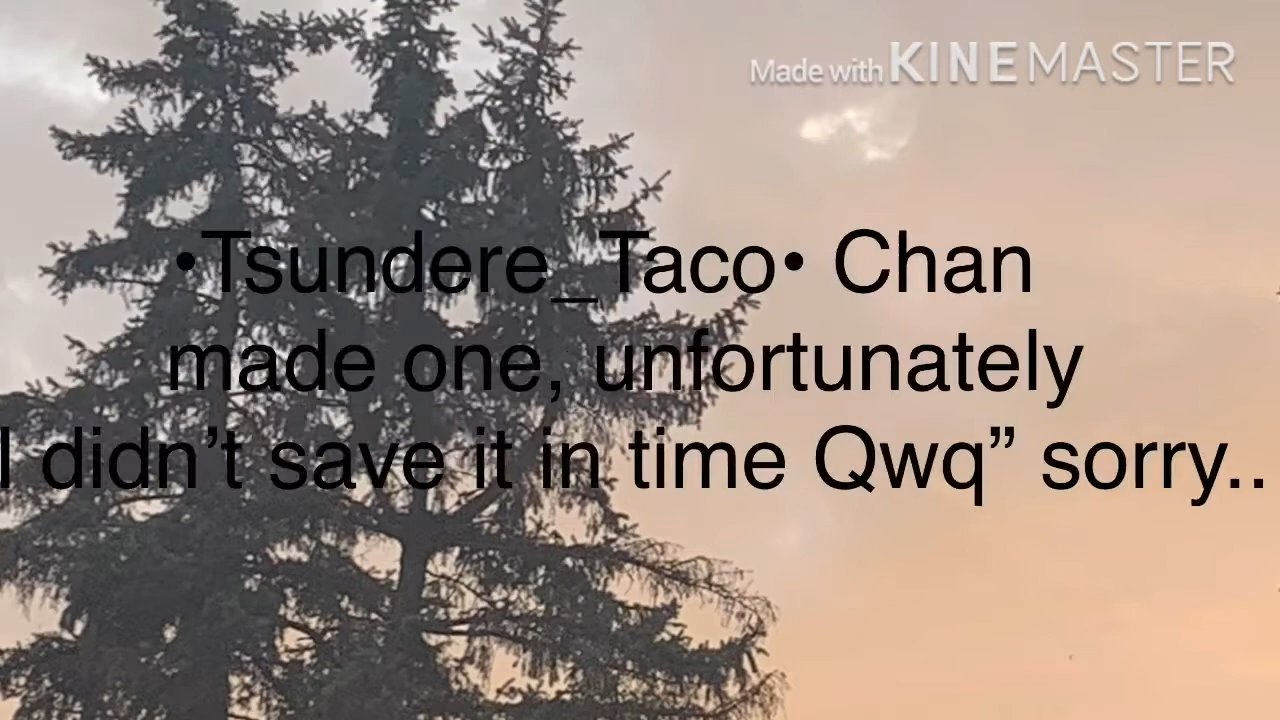 Made with KINEMASTER
•Tsundere_Taco• Chan
made one, unfortunately
I didn’t save it in time Qwq” sorry..